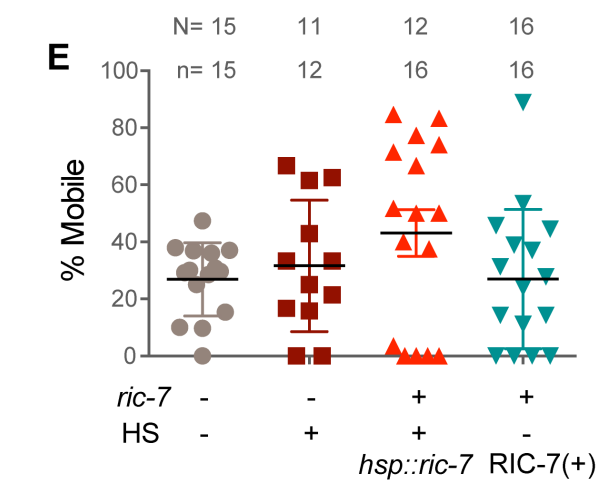 N= 15 11 12 16
E
n= 15 12 16 16
100
80
60
40
20
0
% Mobile
ric-7 - - + +
HS - + + -
hsp::ric-7 RIC-7(+)